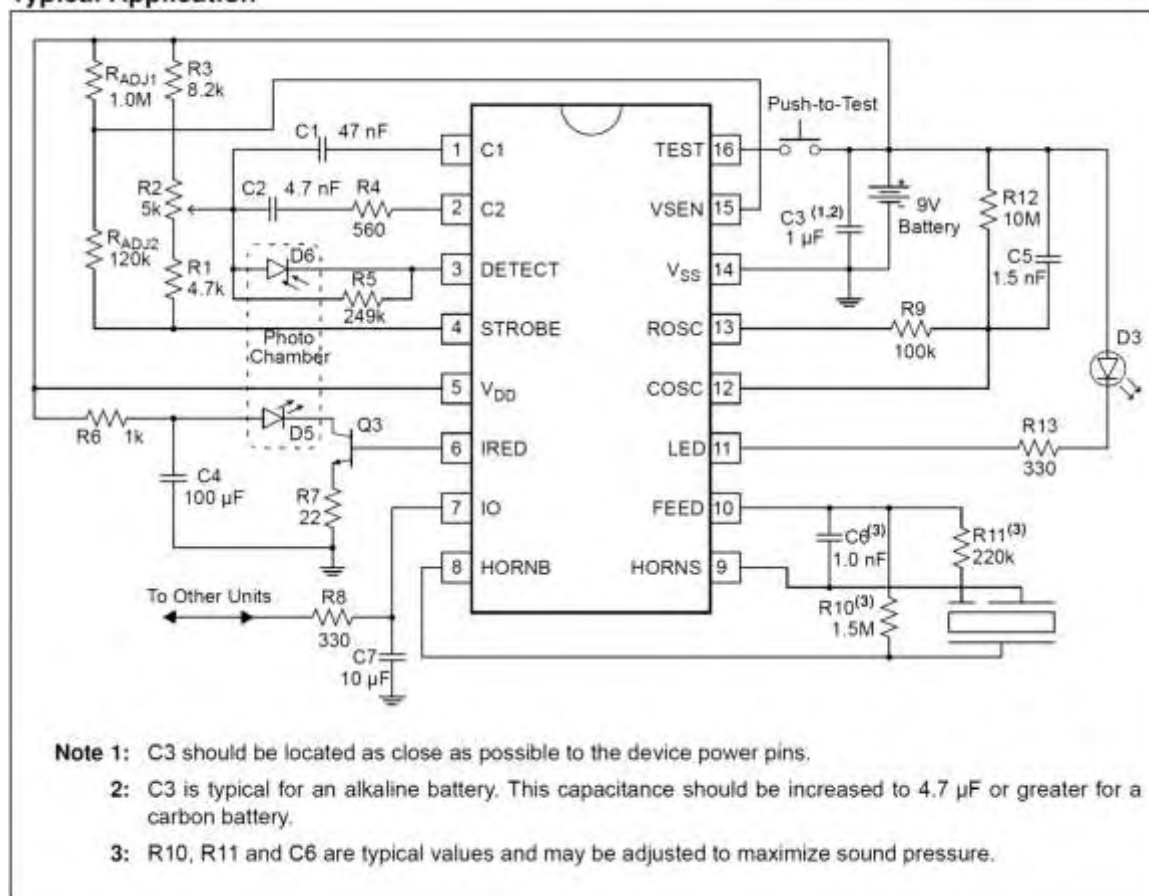 Typical Application
RADJ1
1.0M
R3
8.2k
C1 47 nF
Push-to-Test
1 C1
TEST 16
R2
5k
C2 4.7 nF R4
560
2 C2
VSEN 15
C3 (1,2)
1 µF
+
-
9V
Battery
R12
10M
C5
1.5 nF
RADJ2
120k
R1
4.7k
D6
R5
249k
3 DETECT
VSS 14
4 STROBE
ROSC 13
R9
100k
D3
Photo
Chamber
5 VDD
COSC 12
R6 1k
D5
Q3
6 IRED
LED 11
R13
330
C4
100 µF
R7
22
7 IO
FEED 10
C6(3)
1.0 nF
R11(3)
220k
8 HORNB
HORNS 9
To Other Units
R8
330
R10(3)
1.5M
C7
10 µF
Note 1: C3 should be located as close as possible to the device power pins.
2: C3 is typical for an alkaline battery. This capacitance should be increased to 4.7 µF or greater for a
carbon battery.
3: R10, R11 and C6 are typical values and may be adjusted to maximize sound pressure.